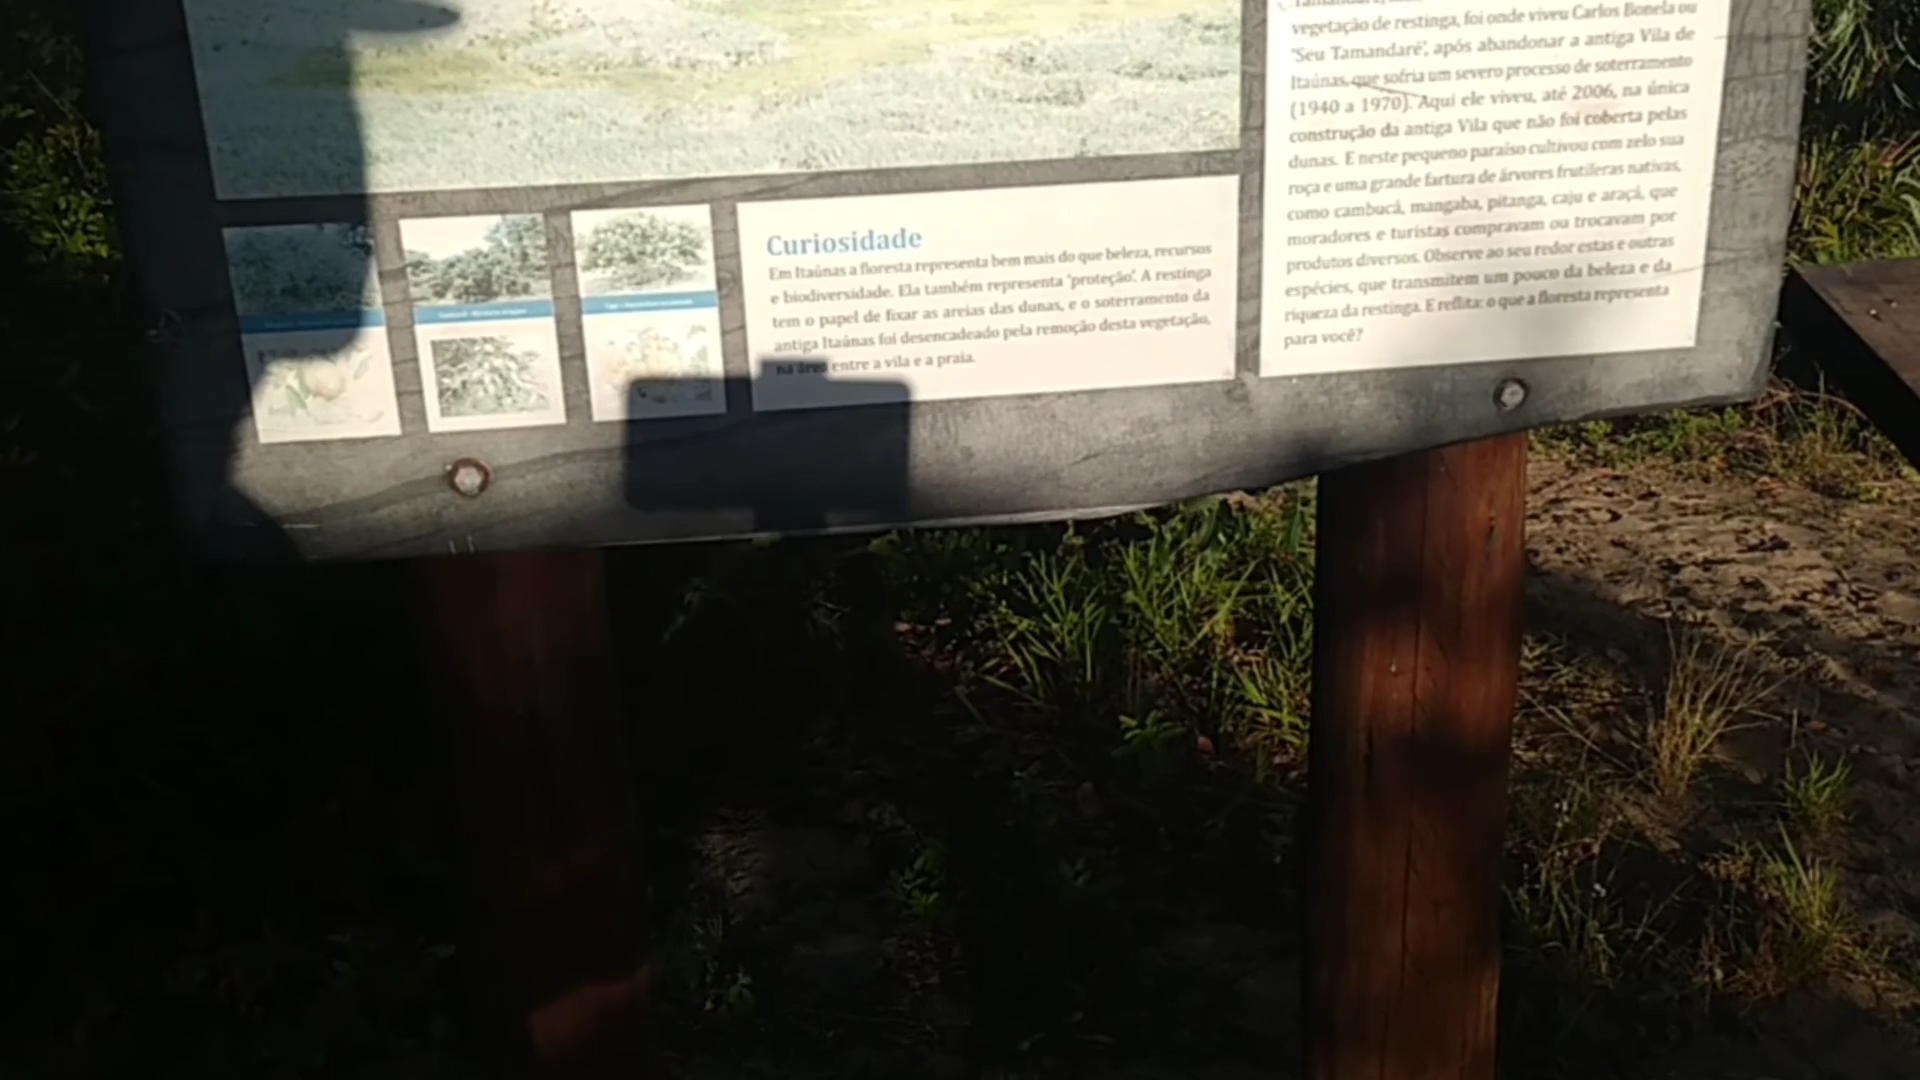 Curiosidade
Em Itaúnas a floresta representa bem mais do que beleza, recursos
e biodiversidade. Ela também representa "proteção". A restinga
tem o papel de fixar as areias das dunas, e o soterramento da
antiga Itaúnas foi desencadeado pela remoção desta vegetação,
na área entre a vila e a praia.
vegetação de restinga, foi onde viveu Carlos Bonela ou
"Seu Tamandaré", após abandonar a antiga Vila de
Itaúnas, que sofria um severo processo de soterramento
(1940 a 1970). Aqui ele viveu, até 2006, na única
construção da antiga Vila que não foi coberta pelas
dunas. E neste pequeno paraíso cultivou com zelo sua
roça e uma grande fartura de árvores frutíferas nativas,
como cambucá, mangaba, pitanga, caju e araçá, que
moradores e turistas compravam ou trocavam por
produtos diversos. Observe ao seu redor estas e outras
espécies, que transmitem um pouco da beleza e da
riqueza da restinga. E reflita: o que a floresta representa
para você?